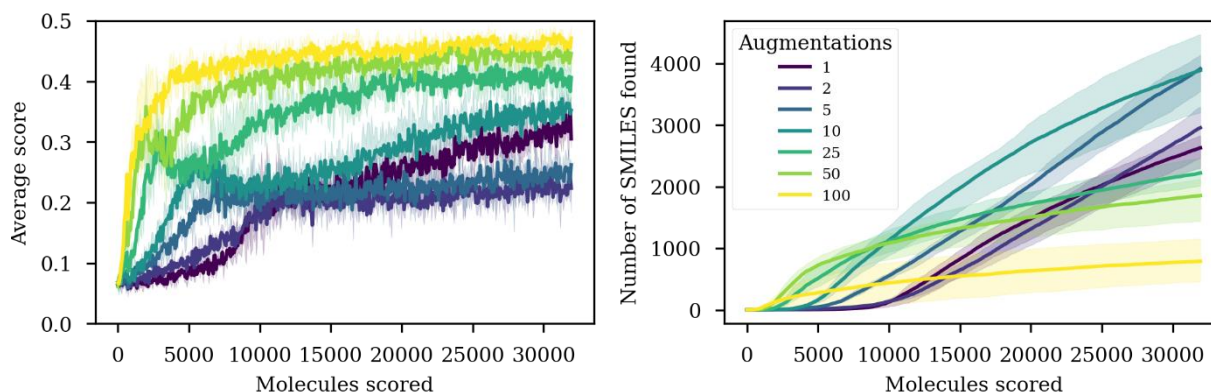 Average score
0.5
0.4
0.3
0.2
0.1
0.0
0 5000 10000 15000 20000 25000 30000
Molecules scored
Number of SMILES found
4000
3000
2000
1000
0
Augmentations
1
2
5
10
25
50
100
0 5000 10000 15000 20000 25000 30000
Molecules scored